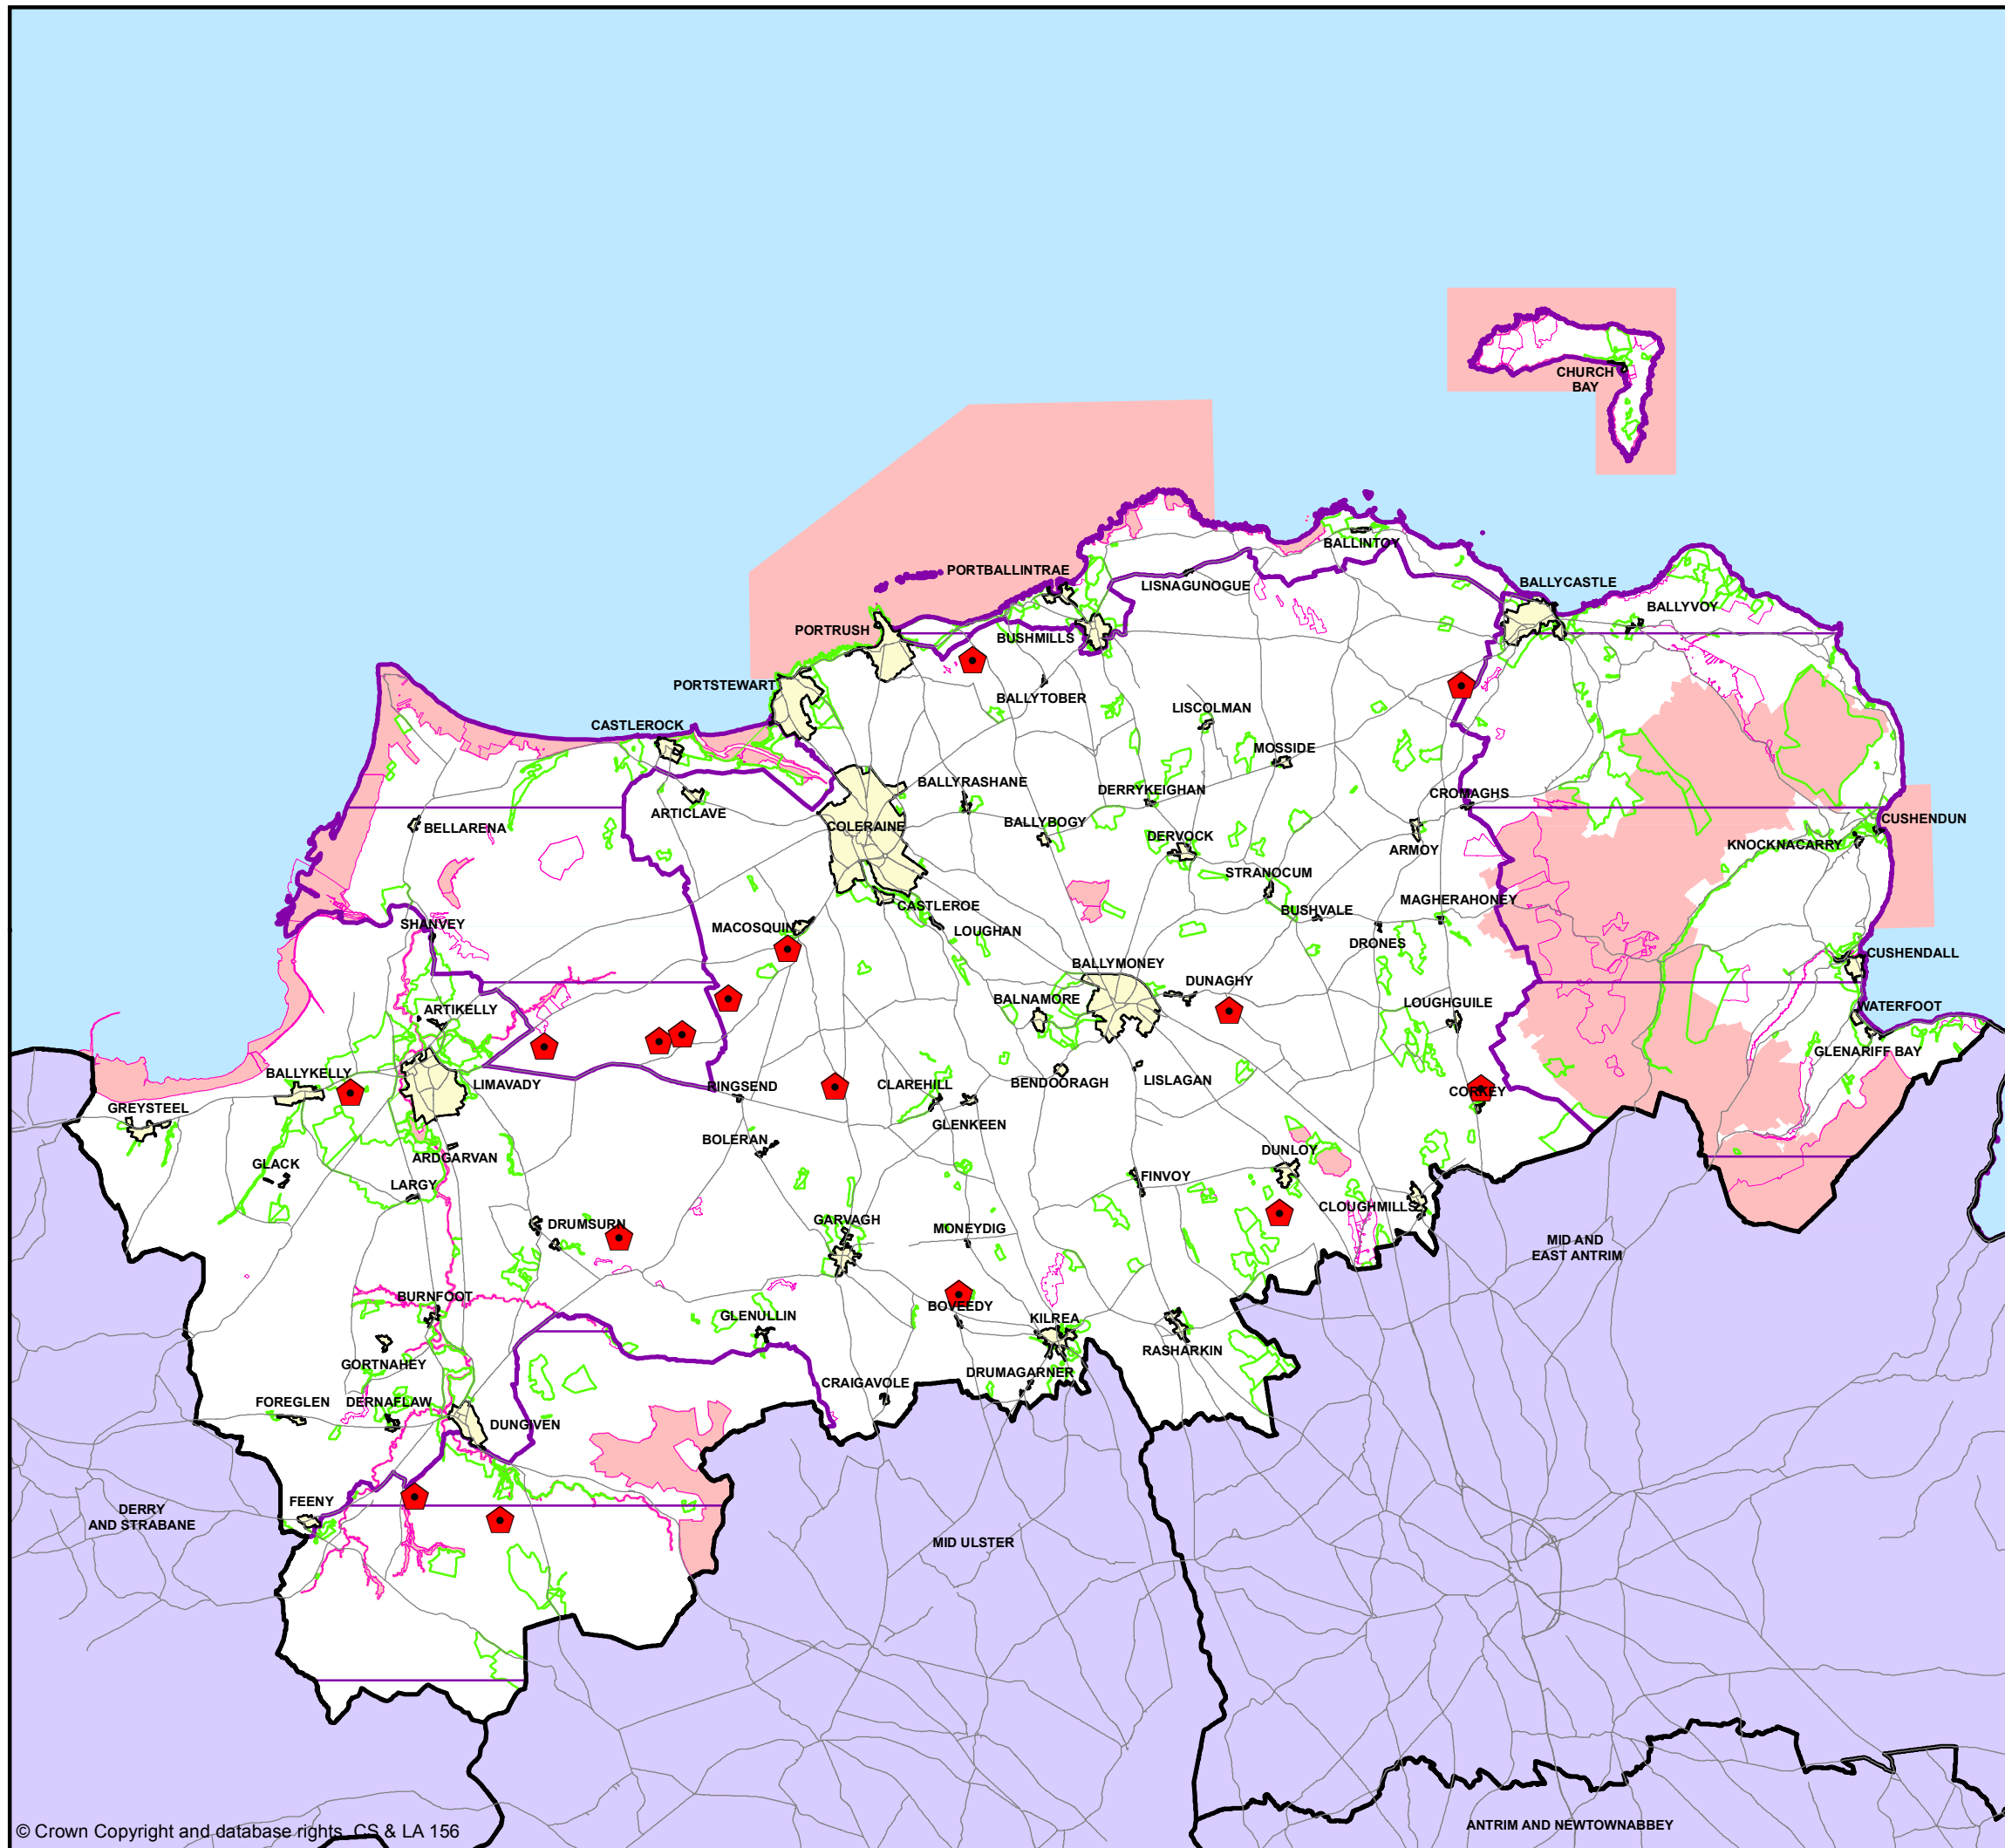 CHURCH
BAY
BALLINTOY
PORTBALLINTRAE
LISNAGUNOGUE
BALLYCASTLE
BALLYVOY
PORTRUSH
BUSHMILLS
PORTSTEWART
BALLYTOBER
LISCOLMAN
CASTLEROCK
MOSSIDE
BALLYRASHANE
DERRYKEIGHAN
CROMAGHS
ARTICLAVE
BELLARENA
COLERAINE
BALLYBOGY
DERVOCK
ARMOY
CUSHENDUN
KNOCKNACARRY
STRANOCUM
CASTLEROE
BUSHVALE
MAGHERAHONEY
SHANVEY
MACOSQUIN
LOUGHAN
DRONES
BALLYMONEY
DUNAGHY
CUSHENDALL
BALNAMORE
LOUGHGUILE
WATERFOOT
ARTIKELLY
GLENARIFF BAY
BALLYKELLY
LIMAVADY
RINGSEND
CLAREHILL
BENDOORAGH
LISLAGAN
CORKEY
GREYSTEEL
GLENKEEN
BOLERAN
ARDGARVAN
GLACK
DUNLOY
LARGY
FINVOY
CLOUGHMILLS
DRUMSURN
GARVAGH
MONEYDIG
MID AND
EAST ANTRIM
BURNFOOT
GLENULLIN
BOVEEDY
KILREA
RASHARKIN
GORTNAHEY
DRUMAGARNER
CRAIGAVOLE
FOREGLEN
DERNAFLAW
DUNGIVEN
FEENY
DERRY
AND STRABANE
MID ULSTER
ANTRIM AND NEWTOWNABBEY
© Crown Copyright and database rights CS & LA 156